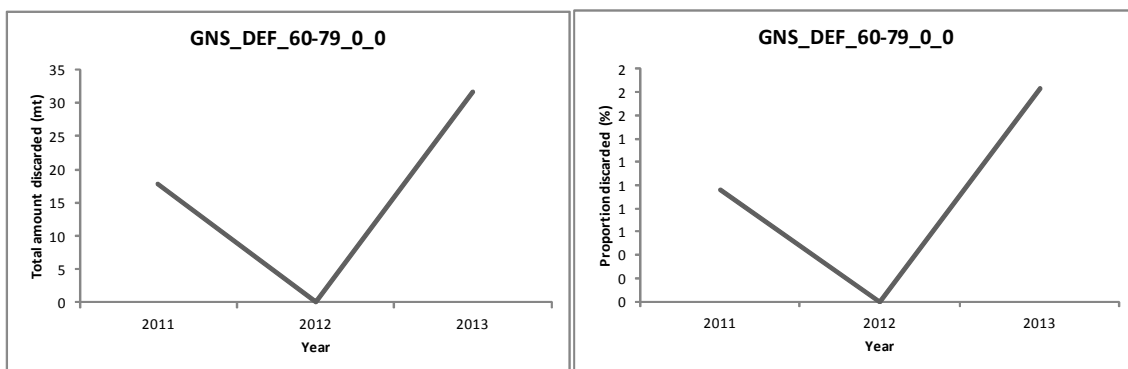 GNS_DEF_60-79_0_0
Total amount discarded (mt)
35
30
25
20
15
10
5
0
2011 2012 2013
Year
GNS_DEF_60-79_0_0
Proportion discarded (%)
2
2
2
1
1
1
1
1
0
0
0
2011 2012 2013
Year